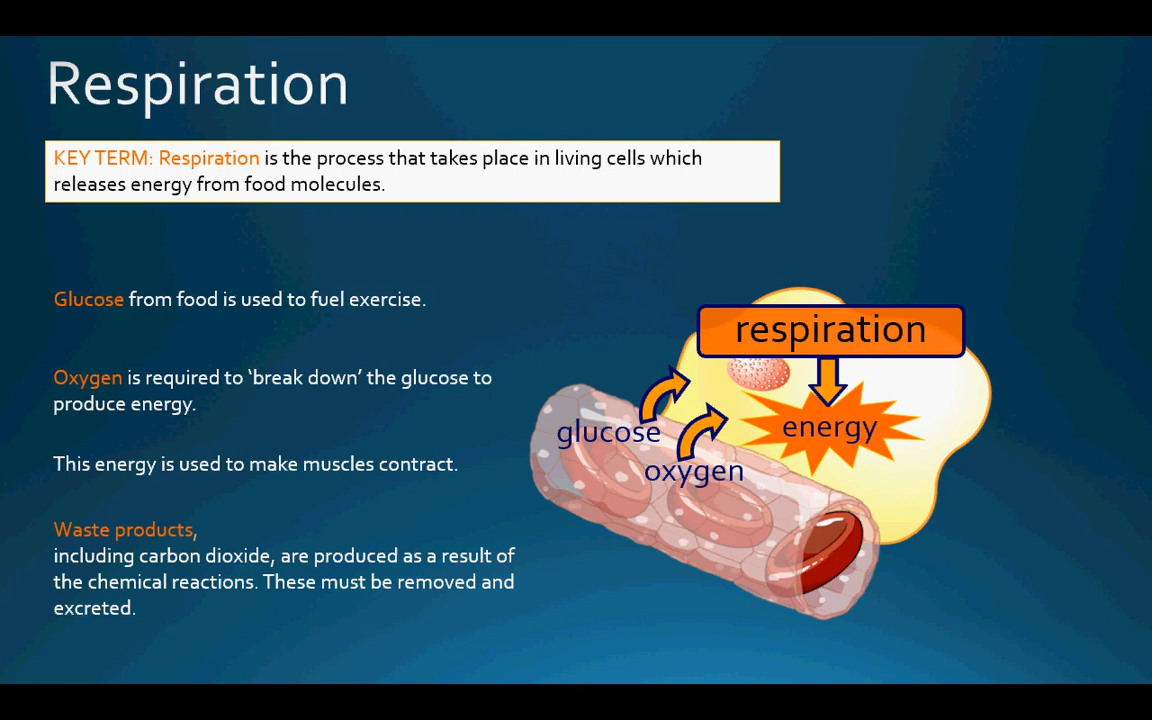 Respiration
KEY TERM: Respiration is the process that takes place in living cells which
releases energy from food molecules.
Glucose from food is used to fuel exercise.
Oxygen is required to ‘break down’ the glucose to
produce energy.
This energy is used to make muscles contract.
Waste products,
including carbon dioxide, are produced as a result of
the chemical reactions. These must be removed and
excreted.
respiration
energy
glucose
oxygen